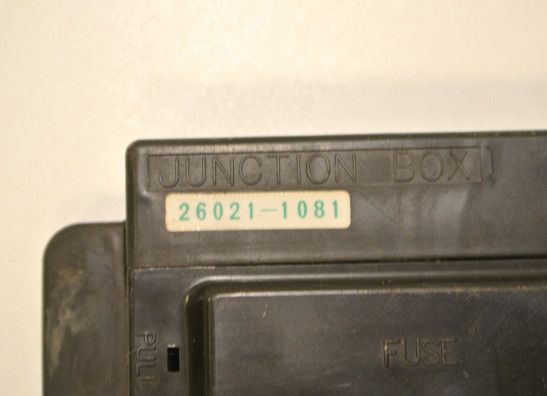 JUNCTION BOX
26021-1081
FUSE
PULL